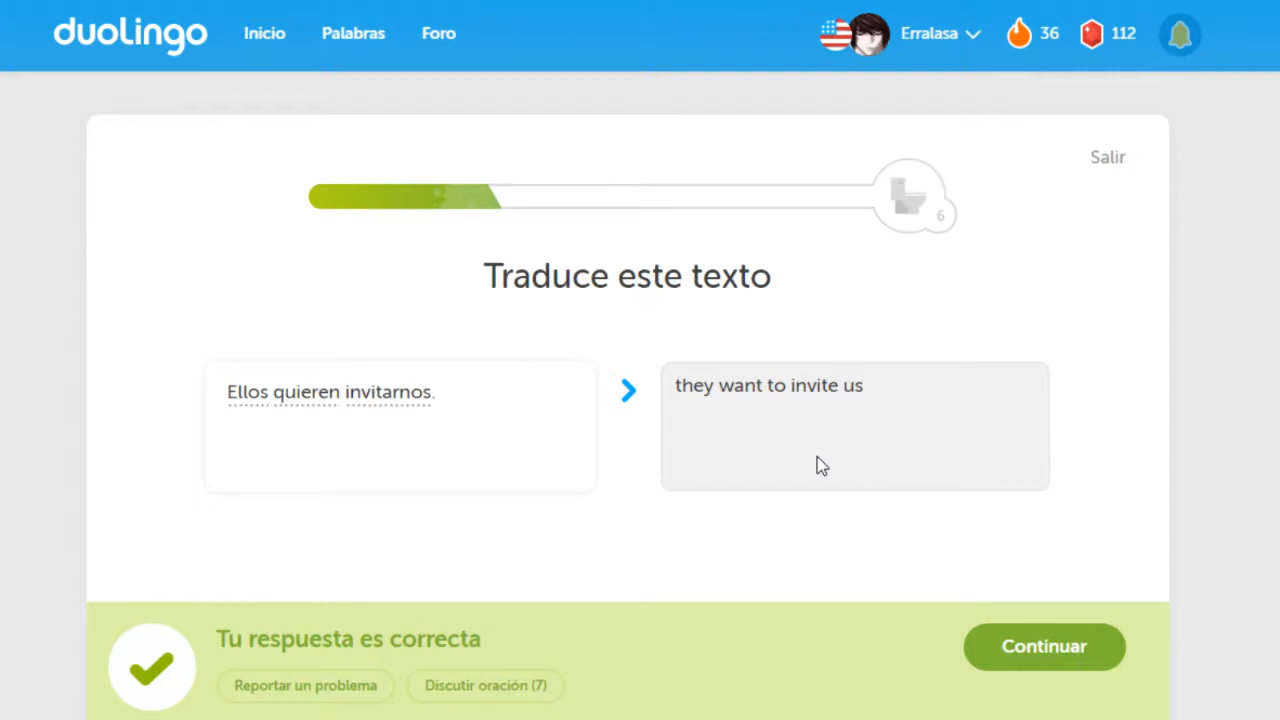 duolingo Inicio Palabras Foro Erralasa 36 112
Salir
6
Traduce este texto
Ellos quieren invitarnos.
they want to invite us
Tu respuesta es correcta
Continuar
Reportar un problema Discutir oración (7)